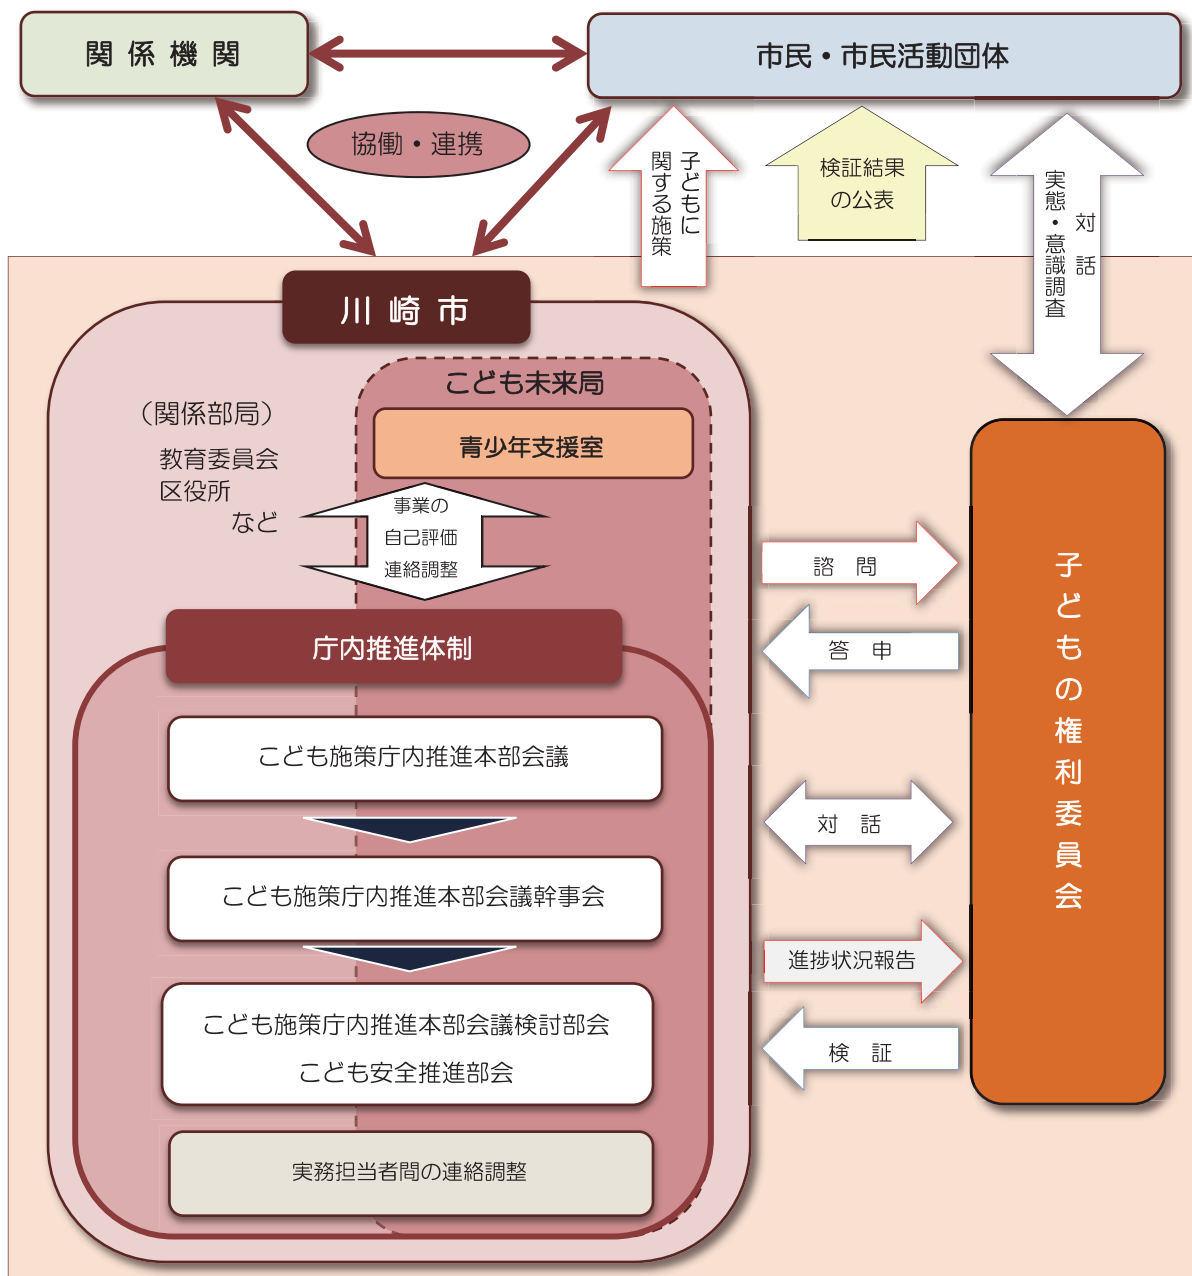 関係機関
市民・市民活動団体
協働・連携
子どもに
関する施策
検証結果
の公表
対話
実態・意識調査
川崎市
こども未来局
（関係部局）
教育委員会
区役所
など
青少年支援室
事業の
自己評価
連絡調整
庁内推進体制
こども施策庁内推進本部会議
こども施策庁内推進本部会議幹事会
こども施策庁内推進本部会議検討部会
こども安全推進部会
実務担当者間の連絡調整
諮問
答申
対話
進捗状況報告
検証
子どもの権利委員会